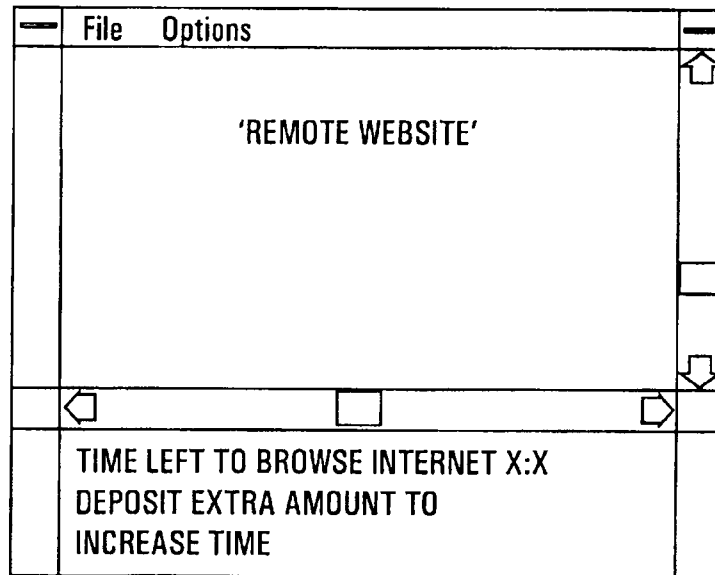 File Options
'REMOTE WEBSITE'
TIME LEFT TO BROWSE INTERNET X:X
DEPOSIT EXTRA AMOUNT TO
INCREASE TIME